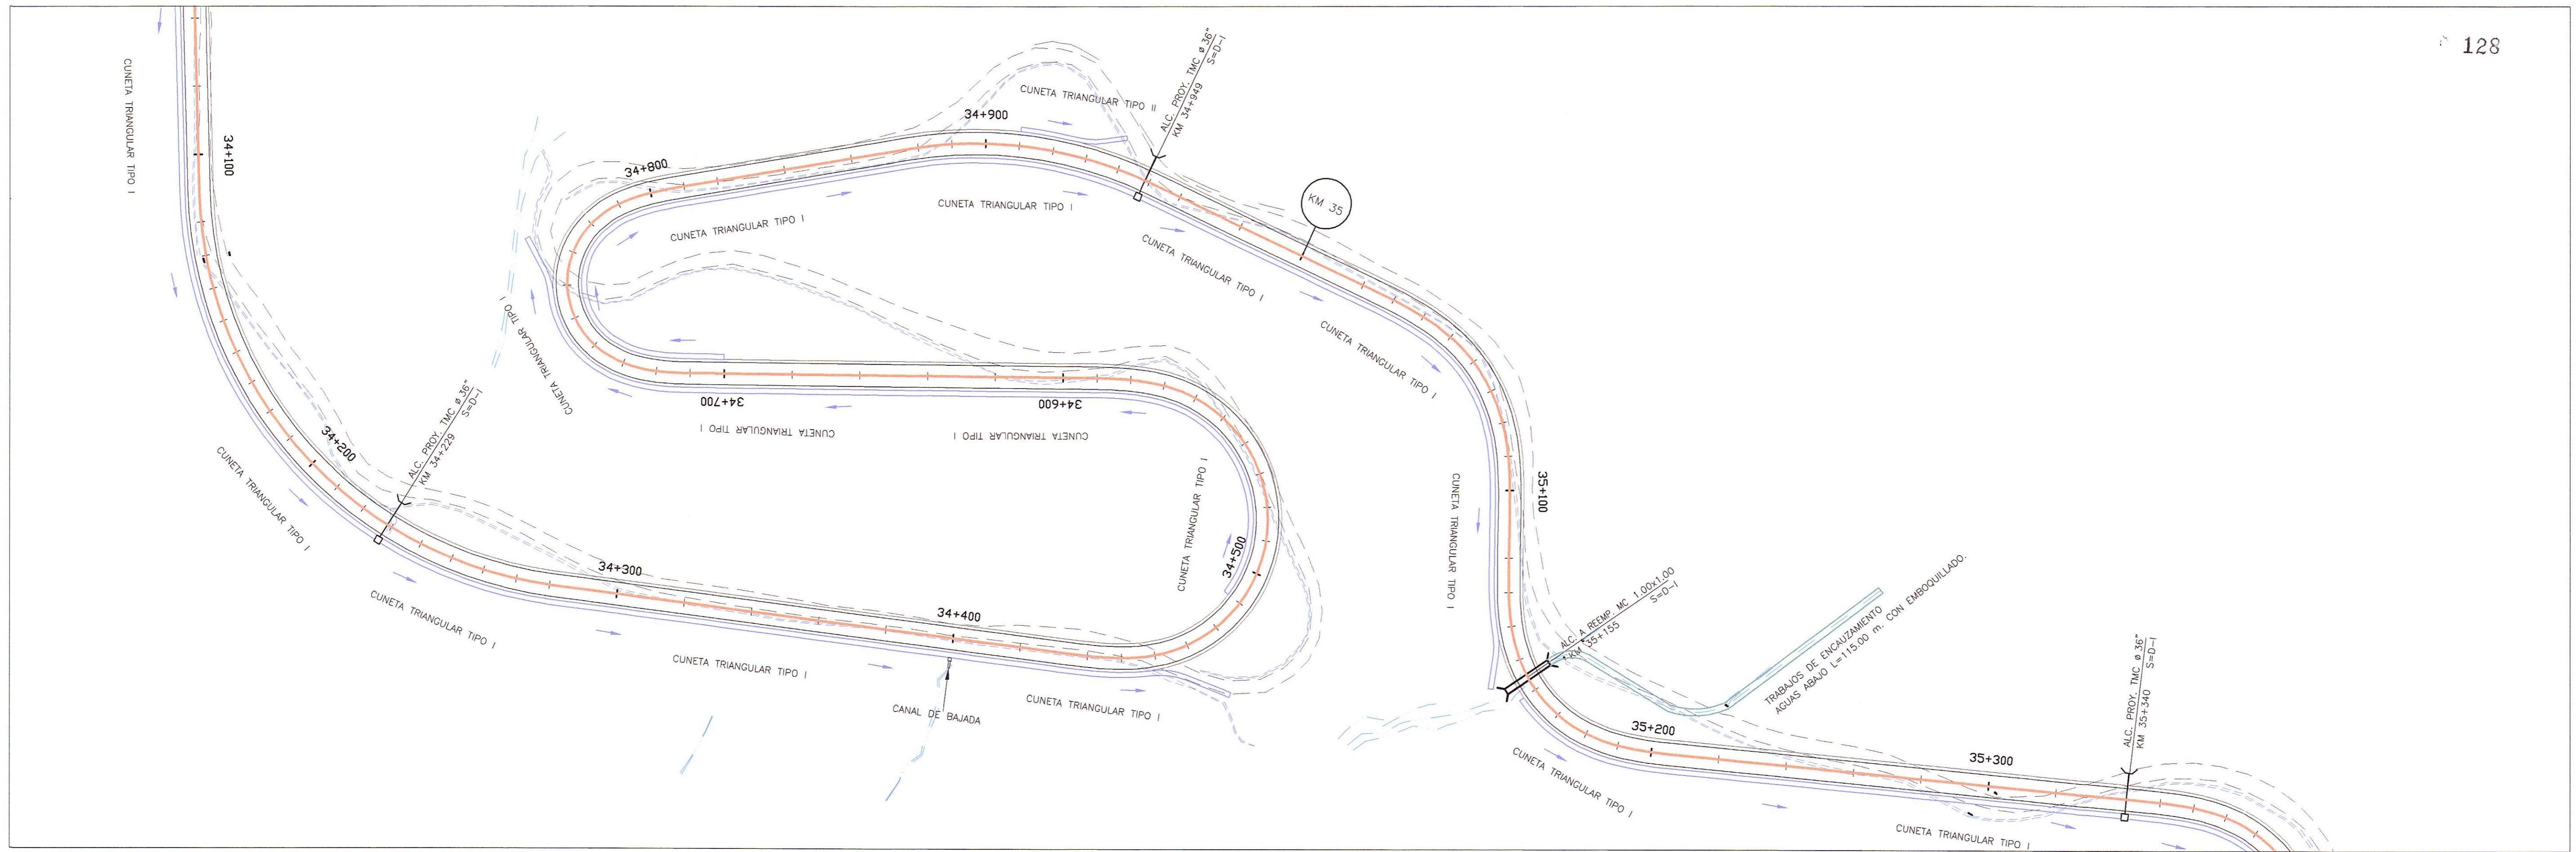 128
CUNETA TRIANGULAR TIPO I
34+100
CUNETA TRIANGULAR TIPO II
34+900
ALC. PROY. TMC ø 36"
KM 34+949 S=D-I
34+800
CUNETA TRIANGULAR TIPO I
CUNETA TRIANGULAR TIPO I
KM 35
CUNETA TRIANGULAR TIPO I
CUNETA TRIANGULAR TIPO I
CUNETA TRIANGULAR TIPO I
34+700
34+600
CUNETA TRIANGULAR TIPO I
CUNETA TRIANGULAR TIPO I
34+200
ALC. PROY. TMC ø 36"
KM 34+229 S=D-I
CUNETA TRIANGULAR TIPO I
CUNETA TRIANGULAR TIPO I
34+500
CUNETA TRIANGULAR TIPO I
35+100
CUNETA TRIANGULAR TIPO I
34+300
34+400
CUNETA TRIANGULAR TIPO I
CANAL DE BAJADA
CUNETA TRIANGULAR TIPO I
ALC. A REEMP. MC 1.00x1.00
KM 35+155 S=D-I
TRABAJOS DE ENCAUZAMIENTO
AGUAS ABAJO L=115.00 m. CON EMBOQUILLADO.
35+200
CUNETA TRIANGULAR TIPO I
35+300
ALC. PROY. TMC ø 36"
KM 35+340 S=D-I
CUNETA TRIANGULAR TIPO I